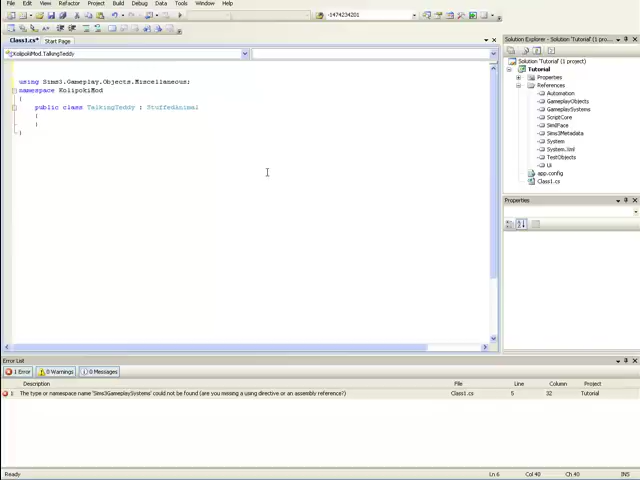 File Edit View Refactor Project Build Debug Data Tools Window Help
-1474234201
Class1.cs* Start Page
KolipokiMod.TalkingTeddy
using Sims3.Gameplay.Objects.Miscellaneous;
namespace KolipokiMod
{
public class TalkingTeddy : StuffedAnimal
{
}
}
Solution Explorer - Solution 'Tutorial' (1 project)
Solution 'Tutorial' (1 project)
Tutorial
Properties
References
Automation
GameplayObjects
GameplaySystems
ScriptCore
SimIFace
Sims3Metadata
System
System.Xml
TestObjects
UI
app.config
Class1.cs
Properties
Error List
1 Error 0 Warnings 0 Messages
Description File Line Column Project
1 The type or namespace name 'Sims3GameplaySystems' could not be found (are you missing a using directive or an assembly reference?) Class1.cs 5 32 Tutorial
Ready Ln 6 Col 40 Ch 40 INS